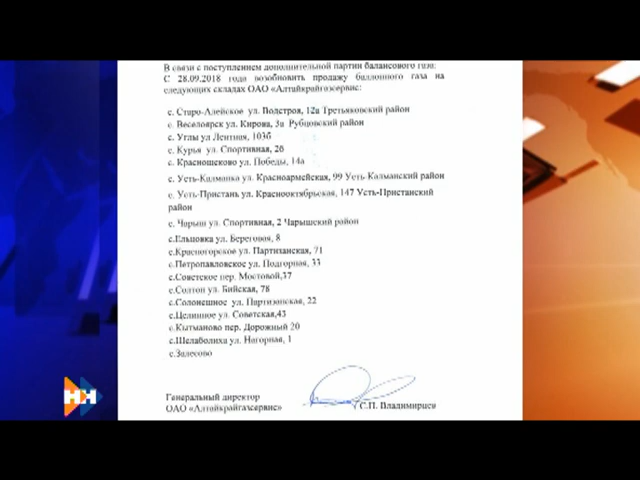 В связи с поступлением дополнительной партии балансового газа:
С 28.09.2018 года возобновить продажу баллонного газа на
следующих складах ОАО «Алтайкрайгазсервис:
с. Старо-Алейское ул. Подстроя, 12а Третьяковский район
с. Веселоярск ул. Кирова, 3а Рубцовский район
с. Углы ул Лентная, 103б
с. Курья ул. Спортивная, 2б
с. Краснощеково ул. Победы, 14а
с. Усть-Калманка ул. Красноармейская, 99 Усть-Калманский район
с. Усть-Пристань ул. Краснооктябрьская, 147 Усть-Пристанский
район
с. Чарыш ул. Спортивная, 2 Чарышский район
с.Ельцовка ул. Береговая, 8
с.Красногорское ул. Партизанская, 71
с.Петропавловское ул. Подгорная, 33
с.Советское пер. Мостовой,37
с.Солтон ул. Бийская, 78
с.Солонешное ул. Партизанская, 22
с.Целинное ул. Советская,43
с.Кытманово пер. Дорожный 20
с.Шелаболиха ул. Нагорная, 1
с.Залесово
Генеральный директор
ОАО «Алтайкрайгазсервис» С.П. Владимирцев
НН